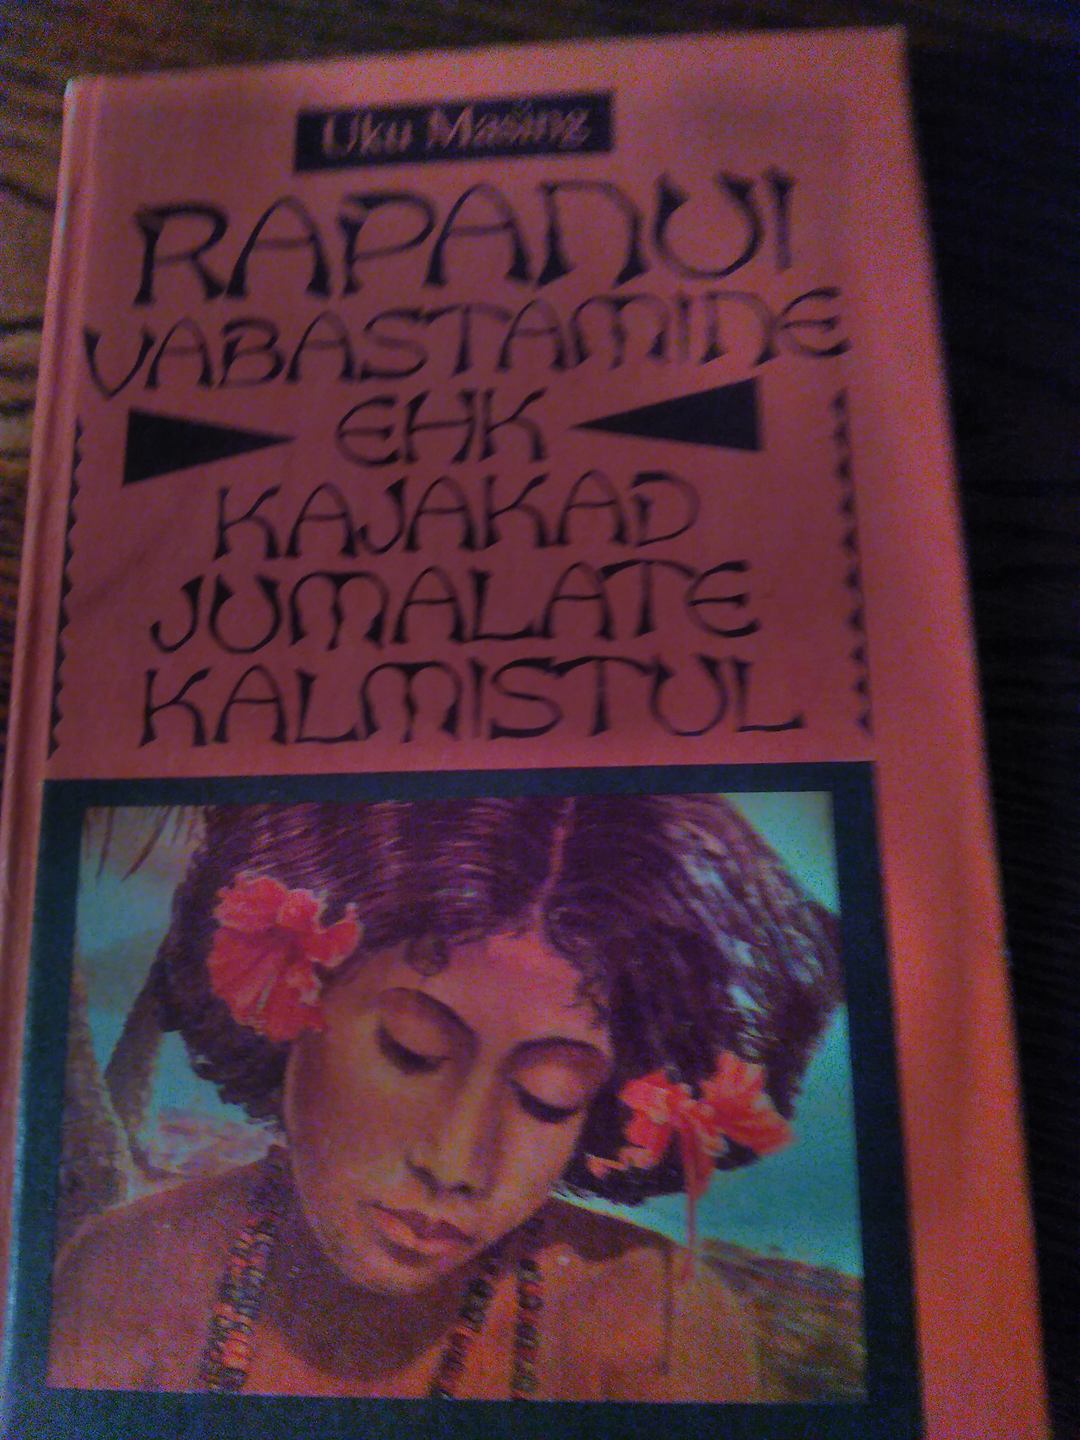 Uku Masing
RAPANUI
VABASTAMINE
EHK
KAJAKAD
JUMALATE
KALMISTUL